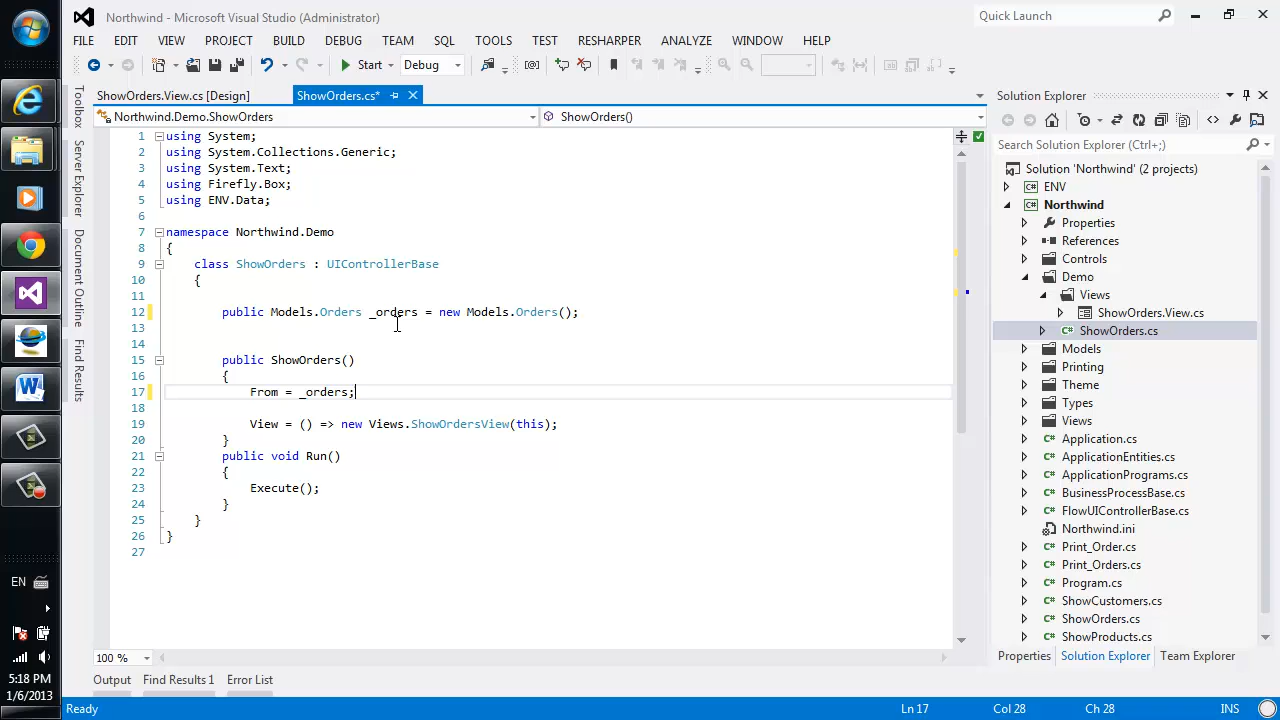 Northwind - Microsoft Visual Studio (Administrator)
Quick Launch
FILE EDIT VIEW PROJECT BUILD DEBUG TEAM SQL TOOLS TEST RESHARPER ANALYZE WINDOW HELP
Start Debug
ShowOrders.View.cs [Design] ShowOrders.cs*
Northwind.Demo.ShowOrders ShowOrders()
Toolbox
Server Explorer
Document Outline
Find Results
1 using System;
2 using System.Collections.Generic;
3 using System.Text;
4 using Firefly.Box;
5 using ENV.Data;
6
7 namespace Northwind.Demo
8 {
9 class ShowOrders : UIControllerBase
10 {
11
12 public Models.Orders _orders = new Models.Orders();
13
14
15 public ShowOrders()
16 {
17 From = _orders;
18
19 View = () => new Views.ShowOrdersView(this);
20 }
21 public void Run()
22 {
23 Execute();
24 }
25 }
26 }
27
100 %
Output Find Results 1 Error List
Ready Ln 17 Col 28 Ch 28 INS
Solution Explorer
Search Solution Explorer (Ctrl+;)
Solution 'Northwind' (2 projects)
ENV
Northwind
Properties
References
Controls
Demo
Views
ShowOrders.View.cs
ShowOrders.cs
Models
Printing
Theme
Types
Views
Application.cs
ApplicationEntities.cs
ApplicationPrograms.cs
BusinessProcessBase.cs
FlowUIControllerBase.cs
Northwind.ini
Print_Order.cs
Print_Orders.cs
Program.cs
ShowCustomers.cs
ShowOrders.cs
ShowProducts.cs
Properties Solution Explorer Team Explorer
EN
5:18 PM
1/6/2013